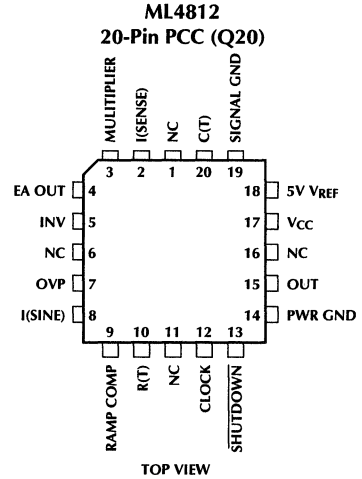 ML4812
20-Pin PCC (Q20)
MULITIPLIER
I(SENSE)
NC
C(T)
SIGNAL GND
3 2 1 20 19
EA OUT 4 18 5V VREF
INV 5 17 VCC
NC 6 16 NC
OVP 7 15 OUT
I(SINE) 8 14 PWR GND
9 10 11 12 13
RAMP COMP
R(T)
NC
CLOCK
SHUTDOWN
TOP VIEW